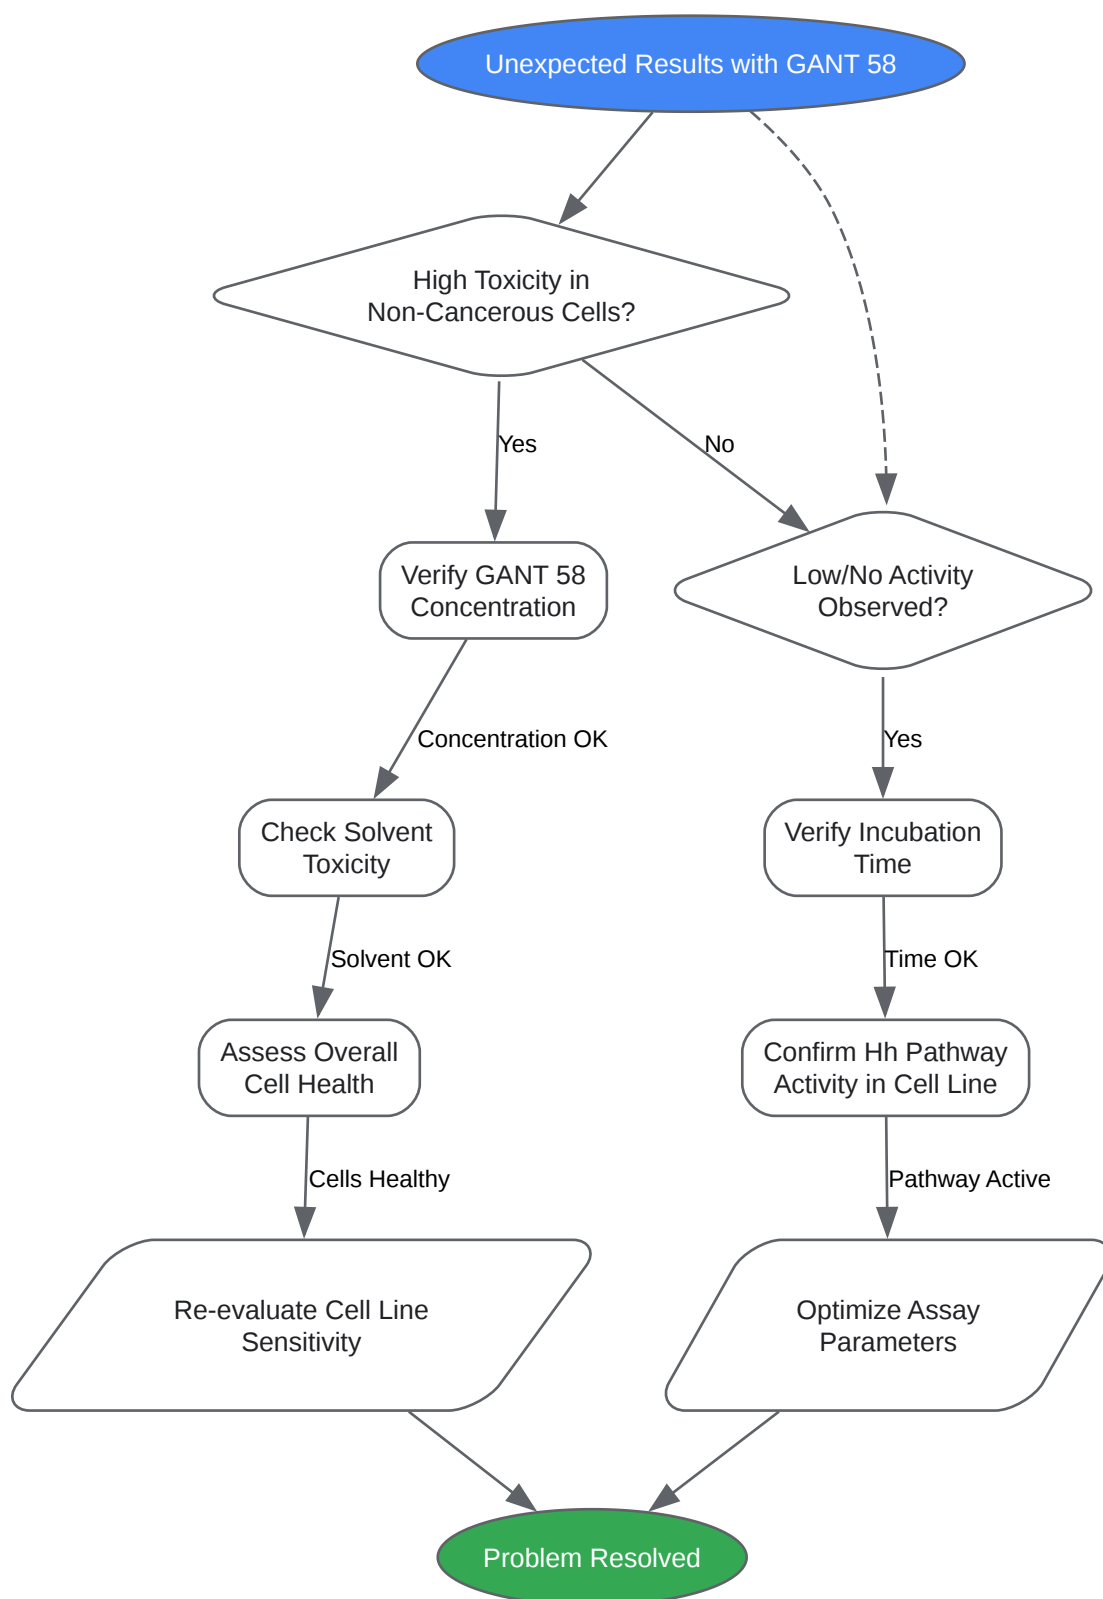 Unexpected Results with GANT 58
High Toxicity in
Non-Cancerous Cells?
Yes
No
Verify GANT 58
Concentration
Low/No Activity
Observed?
Concentration OK
Yes
Check Solvent
Toxicity
Verify Incubation
Time
Solvent OK
Time OK
Assess Overall
Cell Health
Confirm Hh Pathway
Activity in Cell Line
Cells Healthy
Pathway Active
Re-evaluate Cell Line
Sensitivity
Optimize Assay
Parameters
Problem Resolved